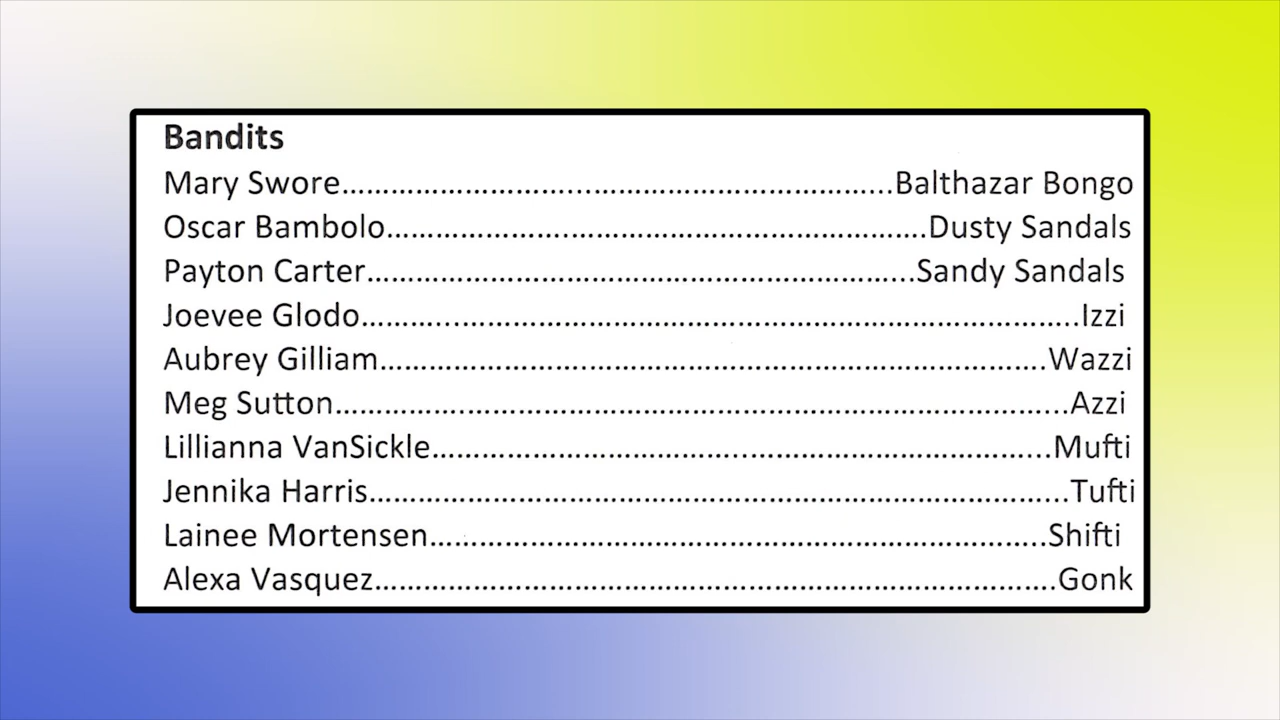 Bandits
Mary Swore……………………...……………………………...Balthazar Bongo
Oscar Bambolo……………………….……………………………….Dusty Sandals
Payton Carter…………………………………………………………...Sandy Sandals
Joevee Glodo……….....……………………………………………………………...Izzi
Aubrey Gilliam……………………….……………………………………………….Wazzi
Meg Sutton……………………………………………………………………………...Azzi
Lillianna VanSickle………………………………..………………………………...Mufti
Jennika Harris…………………………………………………………………………...Tufti
Lainee Mortensen………………………………………………………………….Shifti
Alexa Vasquez………………………………………………………………………….Gonk